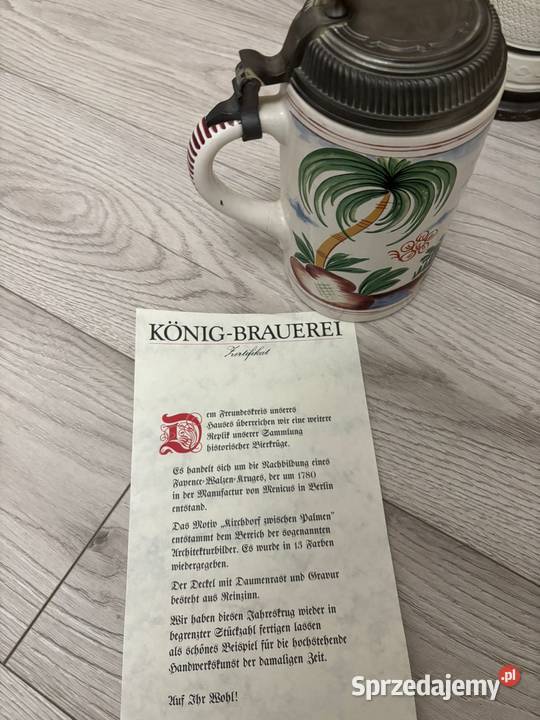 KÖNIG-BRAUEREI
Zertifikat
Dem Freundeskreis unseres
Hauses überreichen wir eine weitere
Replik unserer Sammlung
historischer Bierkrüge.
Es handelt sich um die Nachbildung eines
Fayence-Walzen-Kruges, der um 1780
in der Manufactur von Menicus in Berlin
entstand.
Das Motiv „Kirchdorf zwischen Palmen"
entstammt dem Bereich der sogenannten
Architekturbilder. Es wurde in 15 Farben
wiedergegeben.
Der Deckel mit Daumenrast und Gravur
besteht aus Reinzinn.
Wir haben diesen Jahreskrug wieder in
begrenzter Stückzahl fertigen lassen
als schönes Beispiel für die hochstehende
Handwerkskunst der damaligen Zeit.
Auf Ihr Wohl!
Sprzedajemy.pl